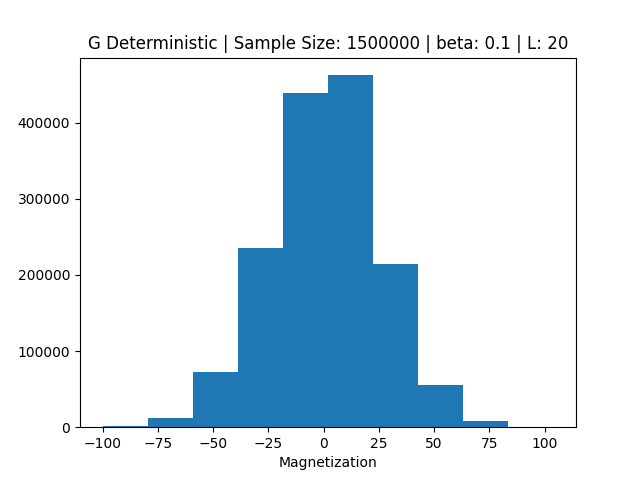 G Deterministic | Sample Size: 1500000 | beta: 0.1 | L: 20
400000
300000
200000
100000
0
−100 −75 −50 −25 0 25 50 75 100
Magnetization